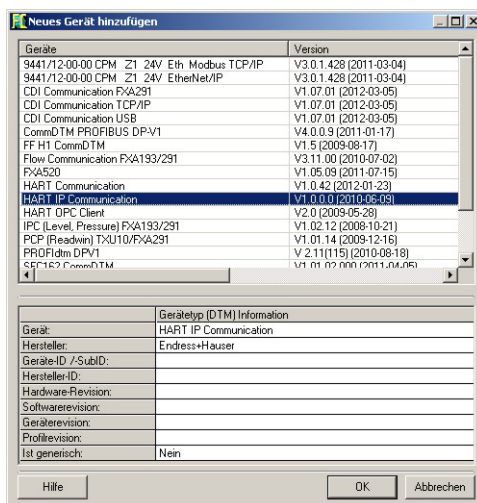 Neues Gerät hinzufügen
Geräte Version
9441/12-00-00 CPM Z1 24V Eth Modbus TCP/IP V3.0.1.428 (2011-03-04)
9441/12-00-00 CPM Z1 24V EtherNet/IP V3.0.1.428 (2011-03-04)
CDI Communication FXA291 V1.07.01 (2012-03-05)
CDI Communication TCP/IP V1.07.01 (2012-03-05)
CDI Communication USB V1.07.01 (2012-03-05)
CommDTM PROFIBUS DP-V1 V4.0.0.9 (2011-01-17)
FF H1 CommDTM V1.5 (2009-08-17)
Flow Communication FXA193/291 V3.11.00 (2010-07-02)
FXA520 V1.05.09 (2011-07-15)
HART Communication V1.0.42 (2012-01-23)
HART IP Communication V1.0.0.0 (2010-06-09)
HART OPC Client V2.0 (2009-05-28)
IPC (Level, Pressure) FXA193/291 V1.02.12 (2008-10-21)
PCP (Readwin) TXU10/FXA291 V1.01.14 (2009-12-16)
PROFIdtm DPV1 V 2.11(115) (2010-08-18)
SFC162 CommDTM V1.01.02.000 (2011-04-05)
Gerätetyp (DTM) Information
Gerät: HART IP Communication
Hersteller: Endress+Hauser
Geräte-ID /-SubID:
Hersteller-ID:
Hardware-Revision:
Softwarerevision:
Geräterevision:
Profilrevision:
Ist generisch: Nein
Hilfe OK Abbrechen